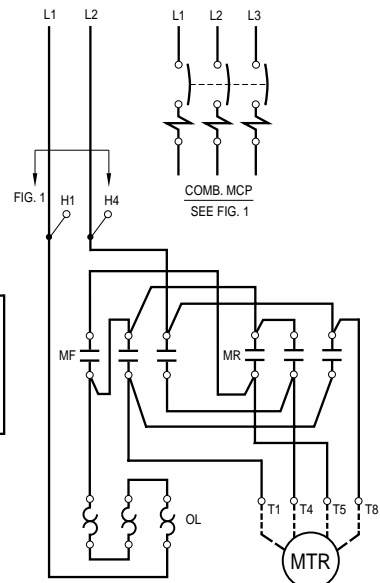 L1 L2 L1 L2 L3
FIG. 1 H1 H4
COMB. MCP
SEE FIG. 1
MF MR
OL
T1 T4 T5 T8
MTR